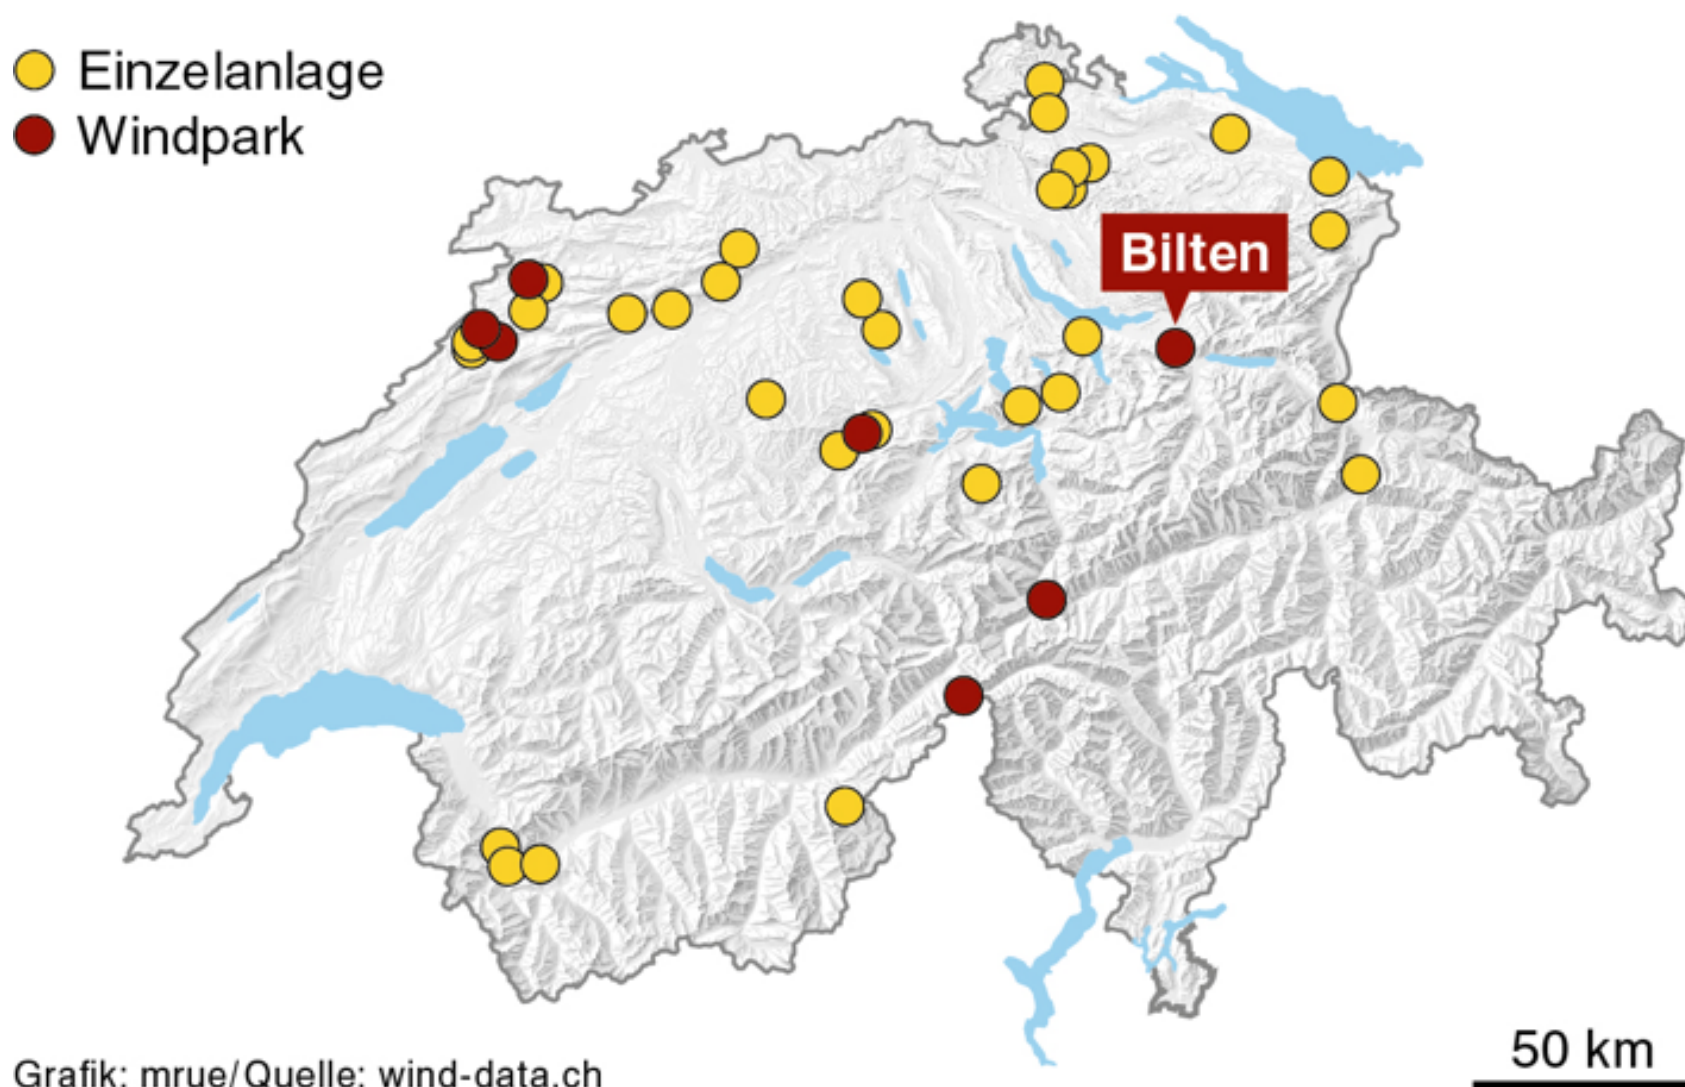 Einzelanlage
Windpark
Bilten
50 km
Grafik: mrue/Quelle: wind-data.ch